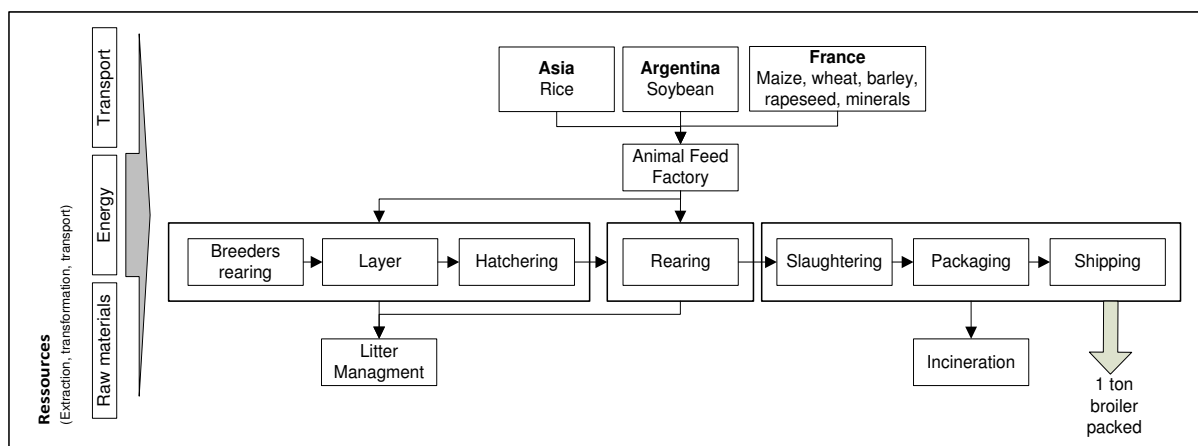 Ressources
(Extraction, transformation, transport)
Transport
Energy
Raw materials
Asia
Rice
Argentina
Soybean
France
Maize, wheat, barley,
rapeseed, minerals
Animal Feed
Factory
Breeders
rearing
Layer
Hatchering
Rearing
Slaughtering
Packaging
Shipping
Litter
Managment
Incineration
1 ton
broiler
packed